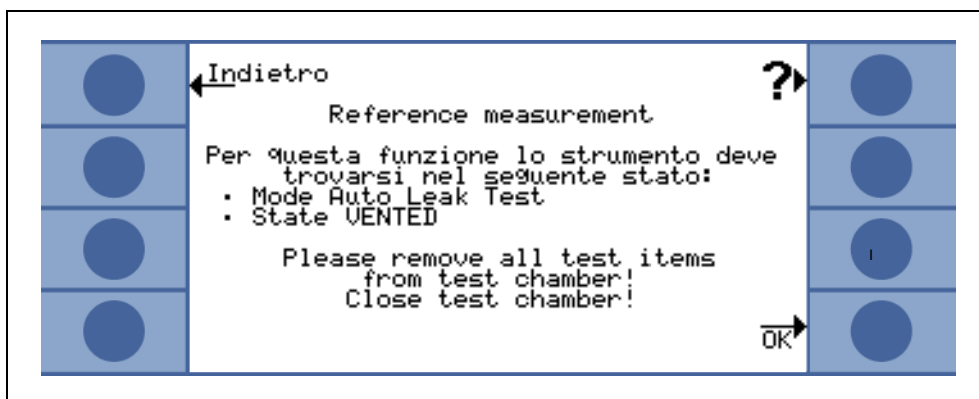 Indietro
?
Reference measurement
Per questa funzione lo strumento deve
trovarsi nel seguente stato:
· Mode Auto Leak Test
· State VENTED
Please remove all test items
from test chamber!
Close test chamber!
OK